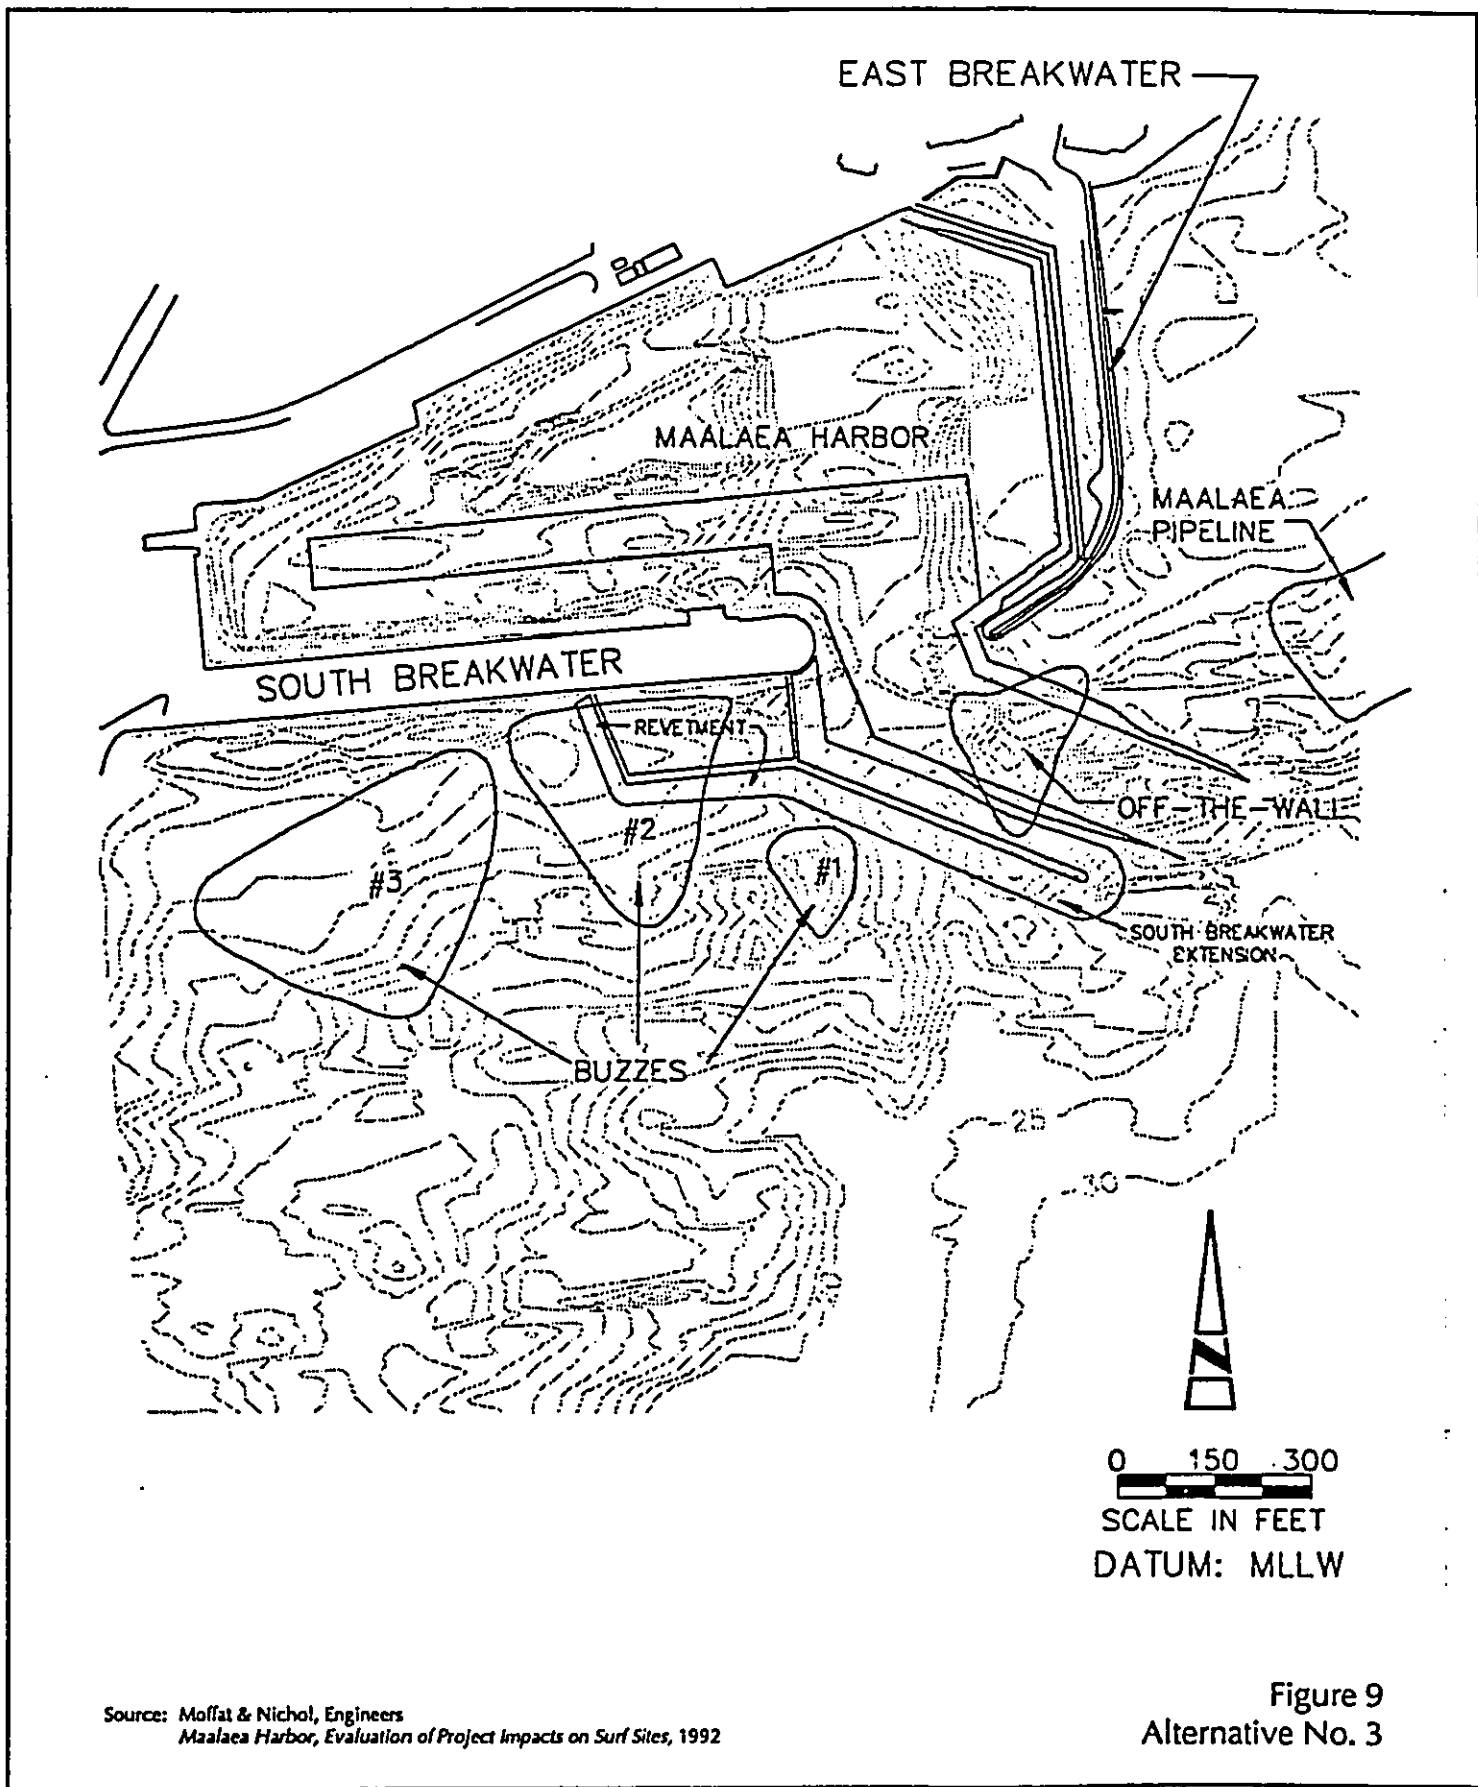 EAST BREAKWATER
MAALAEA HARBOR
MAALAEA
PIPELINE
SOUTH BREAKWATER
REVETMENT
OFF-THE-WALL
#2
#1
#3
SOUTH BREAKWATER
EXTENSION
BUZZES
25
30
N
0 150 300
SCALE IN FEET
DATUM: MLLW
Source: Moffat & Nichol, Engineers
Maalaea Harbor, Evaluation of Project Impacts on Surf Sites, 1992
Figure 9
Alternative No. 3